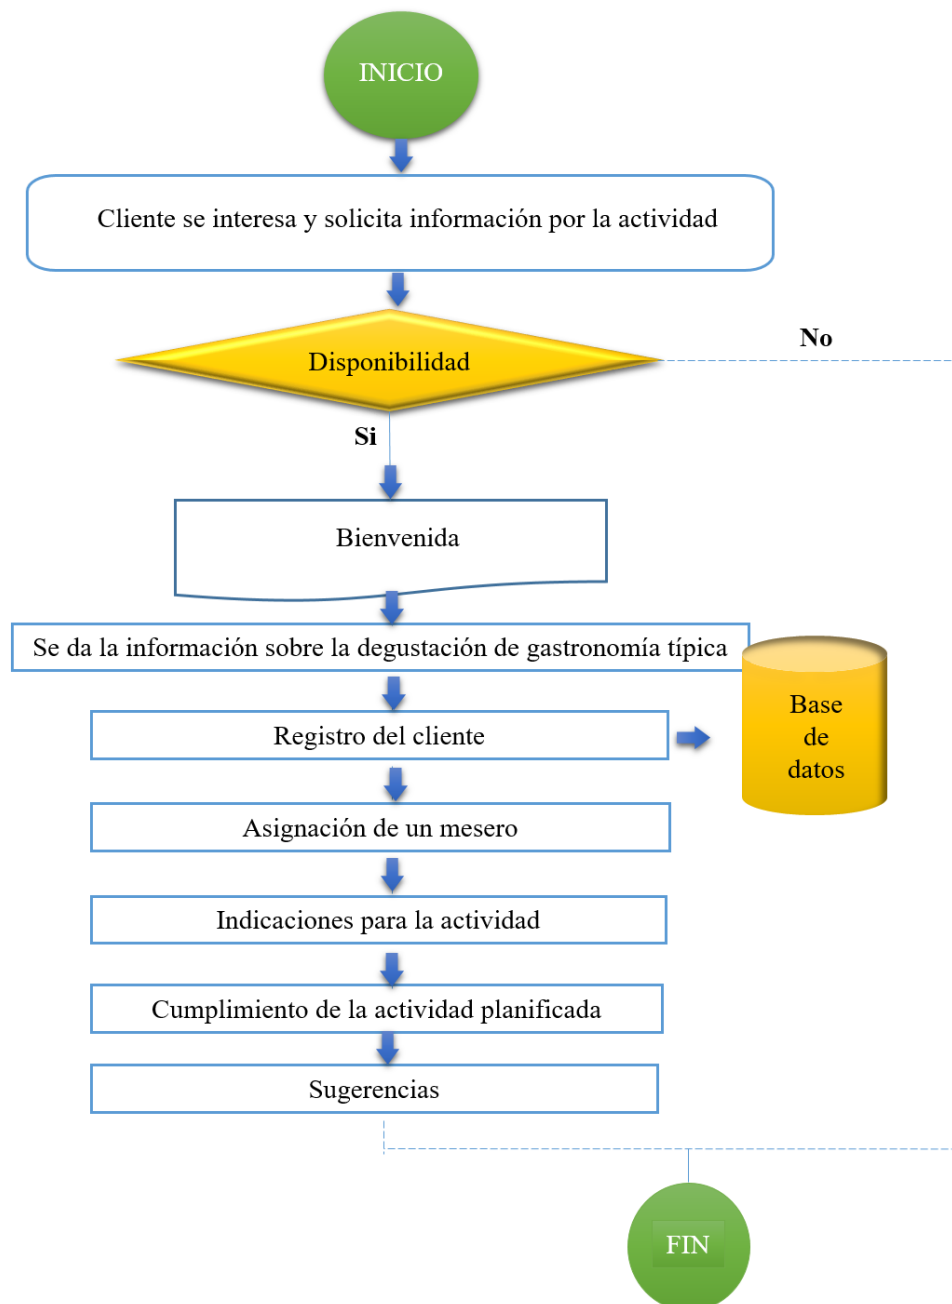 INICIO
Cliente se interesa y solicita información por la actividad
No
Disponibilidad
Si
Bienvenida
Se da la información sobre la degustación de gastronomía típica
Base
de
datos
Registro del cliente
Asignación de un mesero
Indicaciones para la actividad
Cumplimiento de la actividad planificada
Sugerencias
FIN